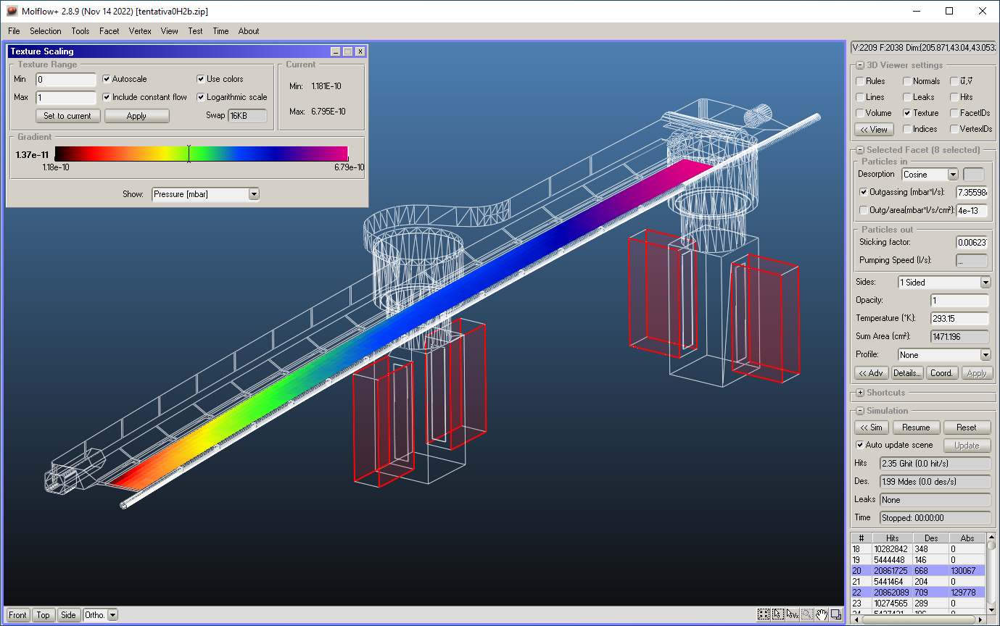 Molflow+ 2.8.9 (Nov 14 2022) [tentativa0H2b.zip]
File Selection Tools Facet Vertex View Test Time About
Texture Scaling
Texture Range
Min 0 Autoscale Use colors
Max 1 Include constant flow Logarithmic scale
Set to current Apply Swap 16KB
Current
Min: 1.181E-10
Max: 6.795E-10
Gradient
1.37e-11
1.18e-10 6.79e-10
Show: Pressure [mbar]
V:2209 F:2038 Dim:(205.871,43.04,43.053
3D Viewer settings
Rules Normals u⃗,v⃗
Lines Leaks Hits
Volume Texture FacetIDs
<< View Indices VertexIDs
Selected Facet (8 selected)
Particles in
Desorption Cosine
Outgassing (mbar*l/s): 7.35598
Outg/area(mbar*l/s/cm²): 4e-13
Particles out
Sticking factor: 0.00623
Pumping Speed (l/s): ...
Sides: 1 Sided
Opacity: 1
Temperature (°K): 293.15
Sum Area (cm²): 1471.196
Profile: None
<< Adv Details... Coord. Apply
Shortcuts
Simulation
<< Sim Resume Reset
Auto update scene Update
Hits 2.35 Ghit (0.0 hit/s)
Des. 1.99 Mdes (0.0 des/s)
Leaks None
Time Stopped: 00:00:00
# Hits Des Abs
18 10282842 348 0
19 5444448 146 0
20 20861725 668 130067
21 5441464 204 0
22 20862089 709 129778
23 10274565 289 0
Front Top Side Ortho.